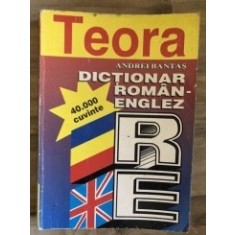 Teora
ANDREI BANTAȘ
DICTIONAR
ROMÂN-
ENGLEZ
40.000
cuvinte
R
E